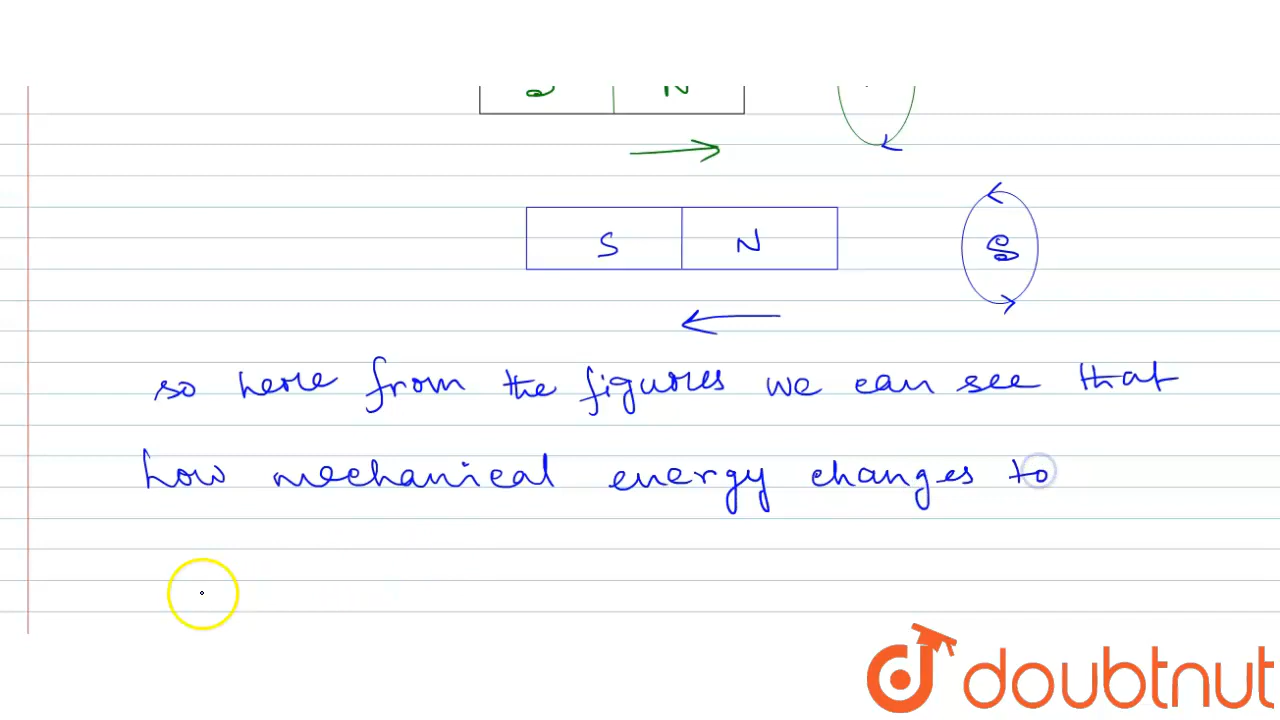 S N
S N S
so here from the figures we can see that
how mechanical energy changes to
doubtnut